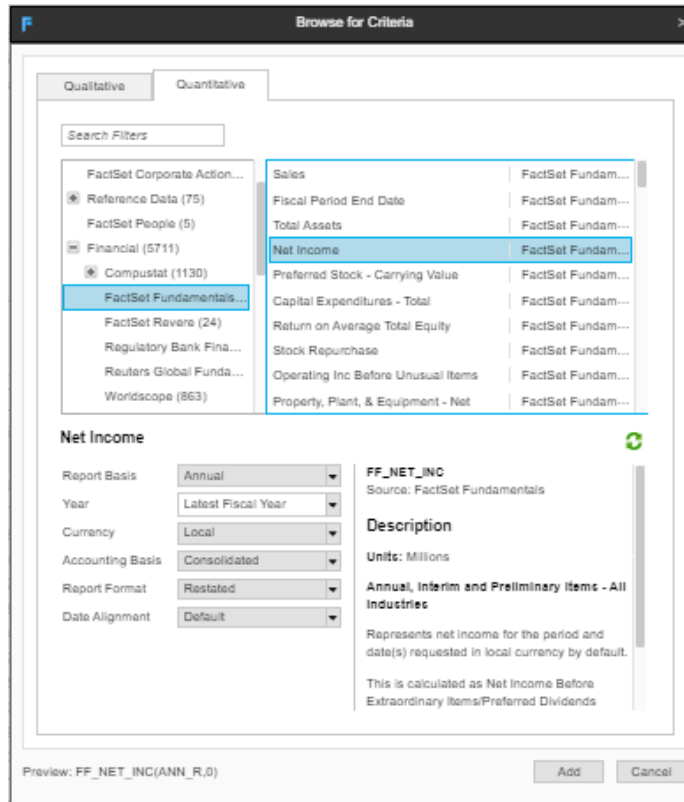 F Browse for Criteria ×
Qualitative Quantitative
Search Filters
FactSet Corporate Action...
Reference Data (75)
FactSet People (5)
Financial (5711)
Compustat (1130)
FactSet Fundamentals...
FactSet Revere (24)
Regulatory Bank Fina...
Reuters Global Funda...
Worldscope (863)
Sales FactSet Fundam...
Fiscal Period End Date FactSet Fundam...
Total Assets FactSet Fundam...
Net Income FactSet Fundam...
Preferred Stock - Carrying Value FactSet Fundam...
Capital Expenditures - Total FactSet Fundam...
Return on Average Total Equity FactSet Fundam...
Stock Repurchase FactSet Fundam...
Operating Inc Before Unusual Items FactSet Fundam...
Property, Plant, & Equipment - Net FactSet Fundam...
Net Income
Report Basis Annual
Year Latest Fiscal Year
Currency Local
Accounting Basis Consolidated
Report Format Restated
Date Alignment Default
FF_NET_INC
Source: FactSet Fundamentals
Description
Units: Millions
Annual, Interim and Preliminary Items - All
Industries
Represents net income for the period and
date(s) requested in local currency by default.
This is calculated as Net Income Before
Extraordinary Items/Preferred Dividends
Preview: FF_NET_INC(ANN_R,0) Add Cancel